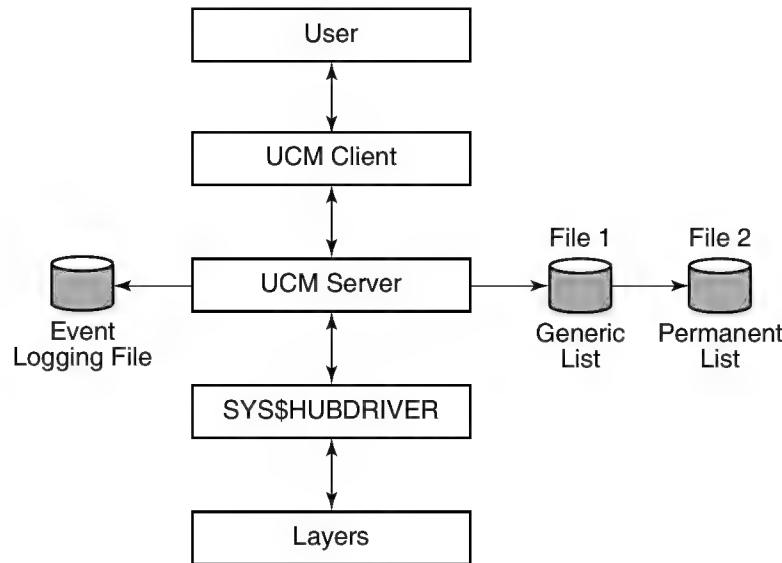 User
UCM Client
File 1
File 2
UCM Server
Event
Logging File
Generic
List
Permanent
List
SYS$HUBDRIVER
Layers